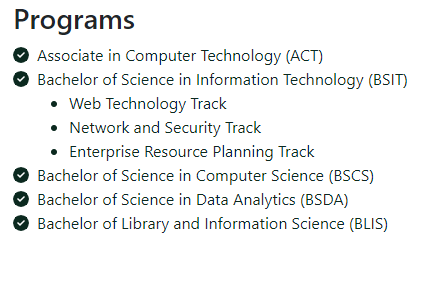 Programs
Associate in Computer Technology (ACT)
Bachelor of Science in Information Technology (BSIT)
Web Technology Track
Network and Security Track
Enterprise Resource Planning Track
Bachelor of Science in Computer Science (BSCS)
Bachelor of Science in Data Analytics (BSDA)
Bachelor of Library and Information Science (BLIS)